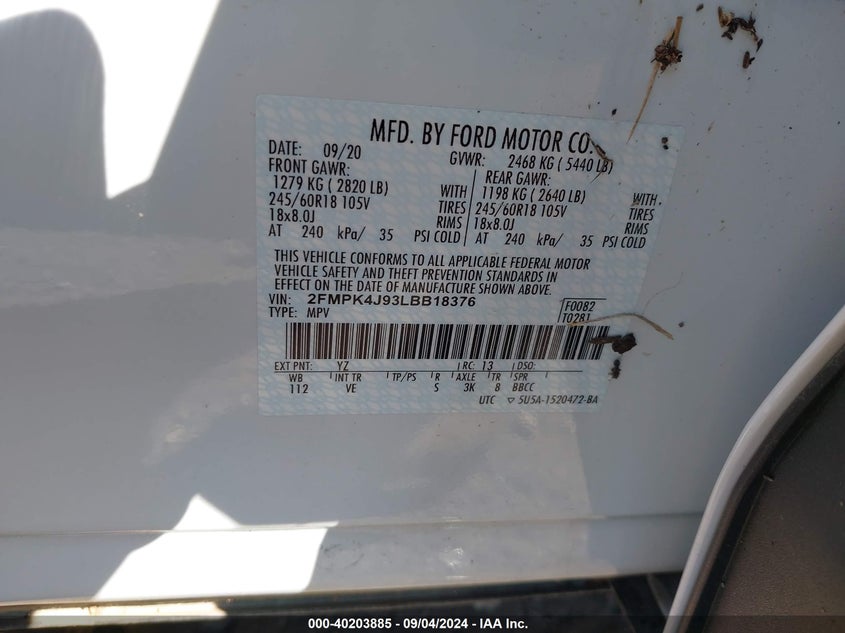 MFD. BY FORD MOTOR CO.
DATE: 09/20 GVWR: 2468 KG ( 5440 LB)
FRONT GAWR: REAR GAWR:
1279 KG ( 2820 LB) WITH 1198 KG ( 2640 LB) WITH
245/60R18 105V TIRES 245/60R18 105V TIRES
18x8.0J RIMS 18x8.0J RIMS
AT 240 kPa/ 35 PSI COLD AT 240 kPa/ 35 PSI COLD
THIS VEHICLE CONFORMS TO ALL APPLICABLE FEDERAL MOTOR
VEHICLE SAFETY AND THEFT PREVENTION STANDARDS IN
EFFECT ON THE DATE OF MANUFACTURE SHOWN ABOVE.
VIN: 2FMPK4J93LBB18376 F0082
TYPE: MPV T0281
EXT PNT: YZ RC: 13 DSO:
WB INT TR TP/PS R AXLE TR SPR
112 VE S 3K 8 BBCC
UTC ▽ 5U5A-1520472-BA
000-40203885 - 09/04/2024 - IAA Inc.